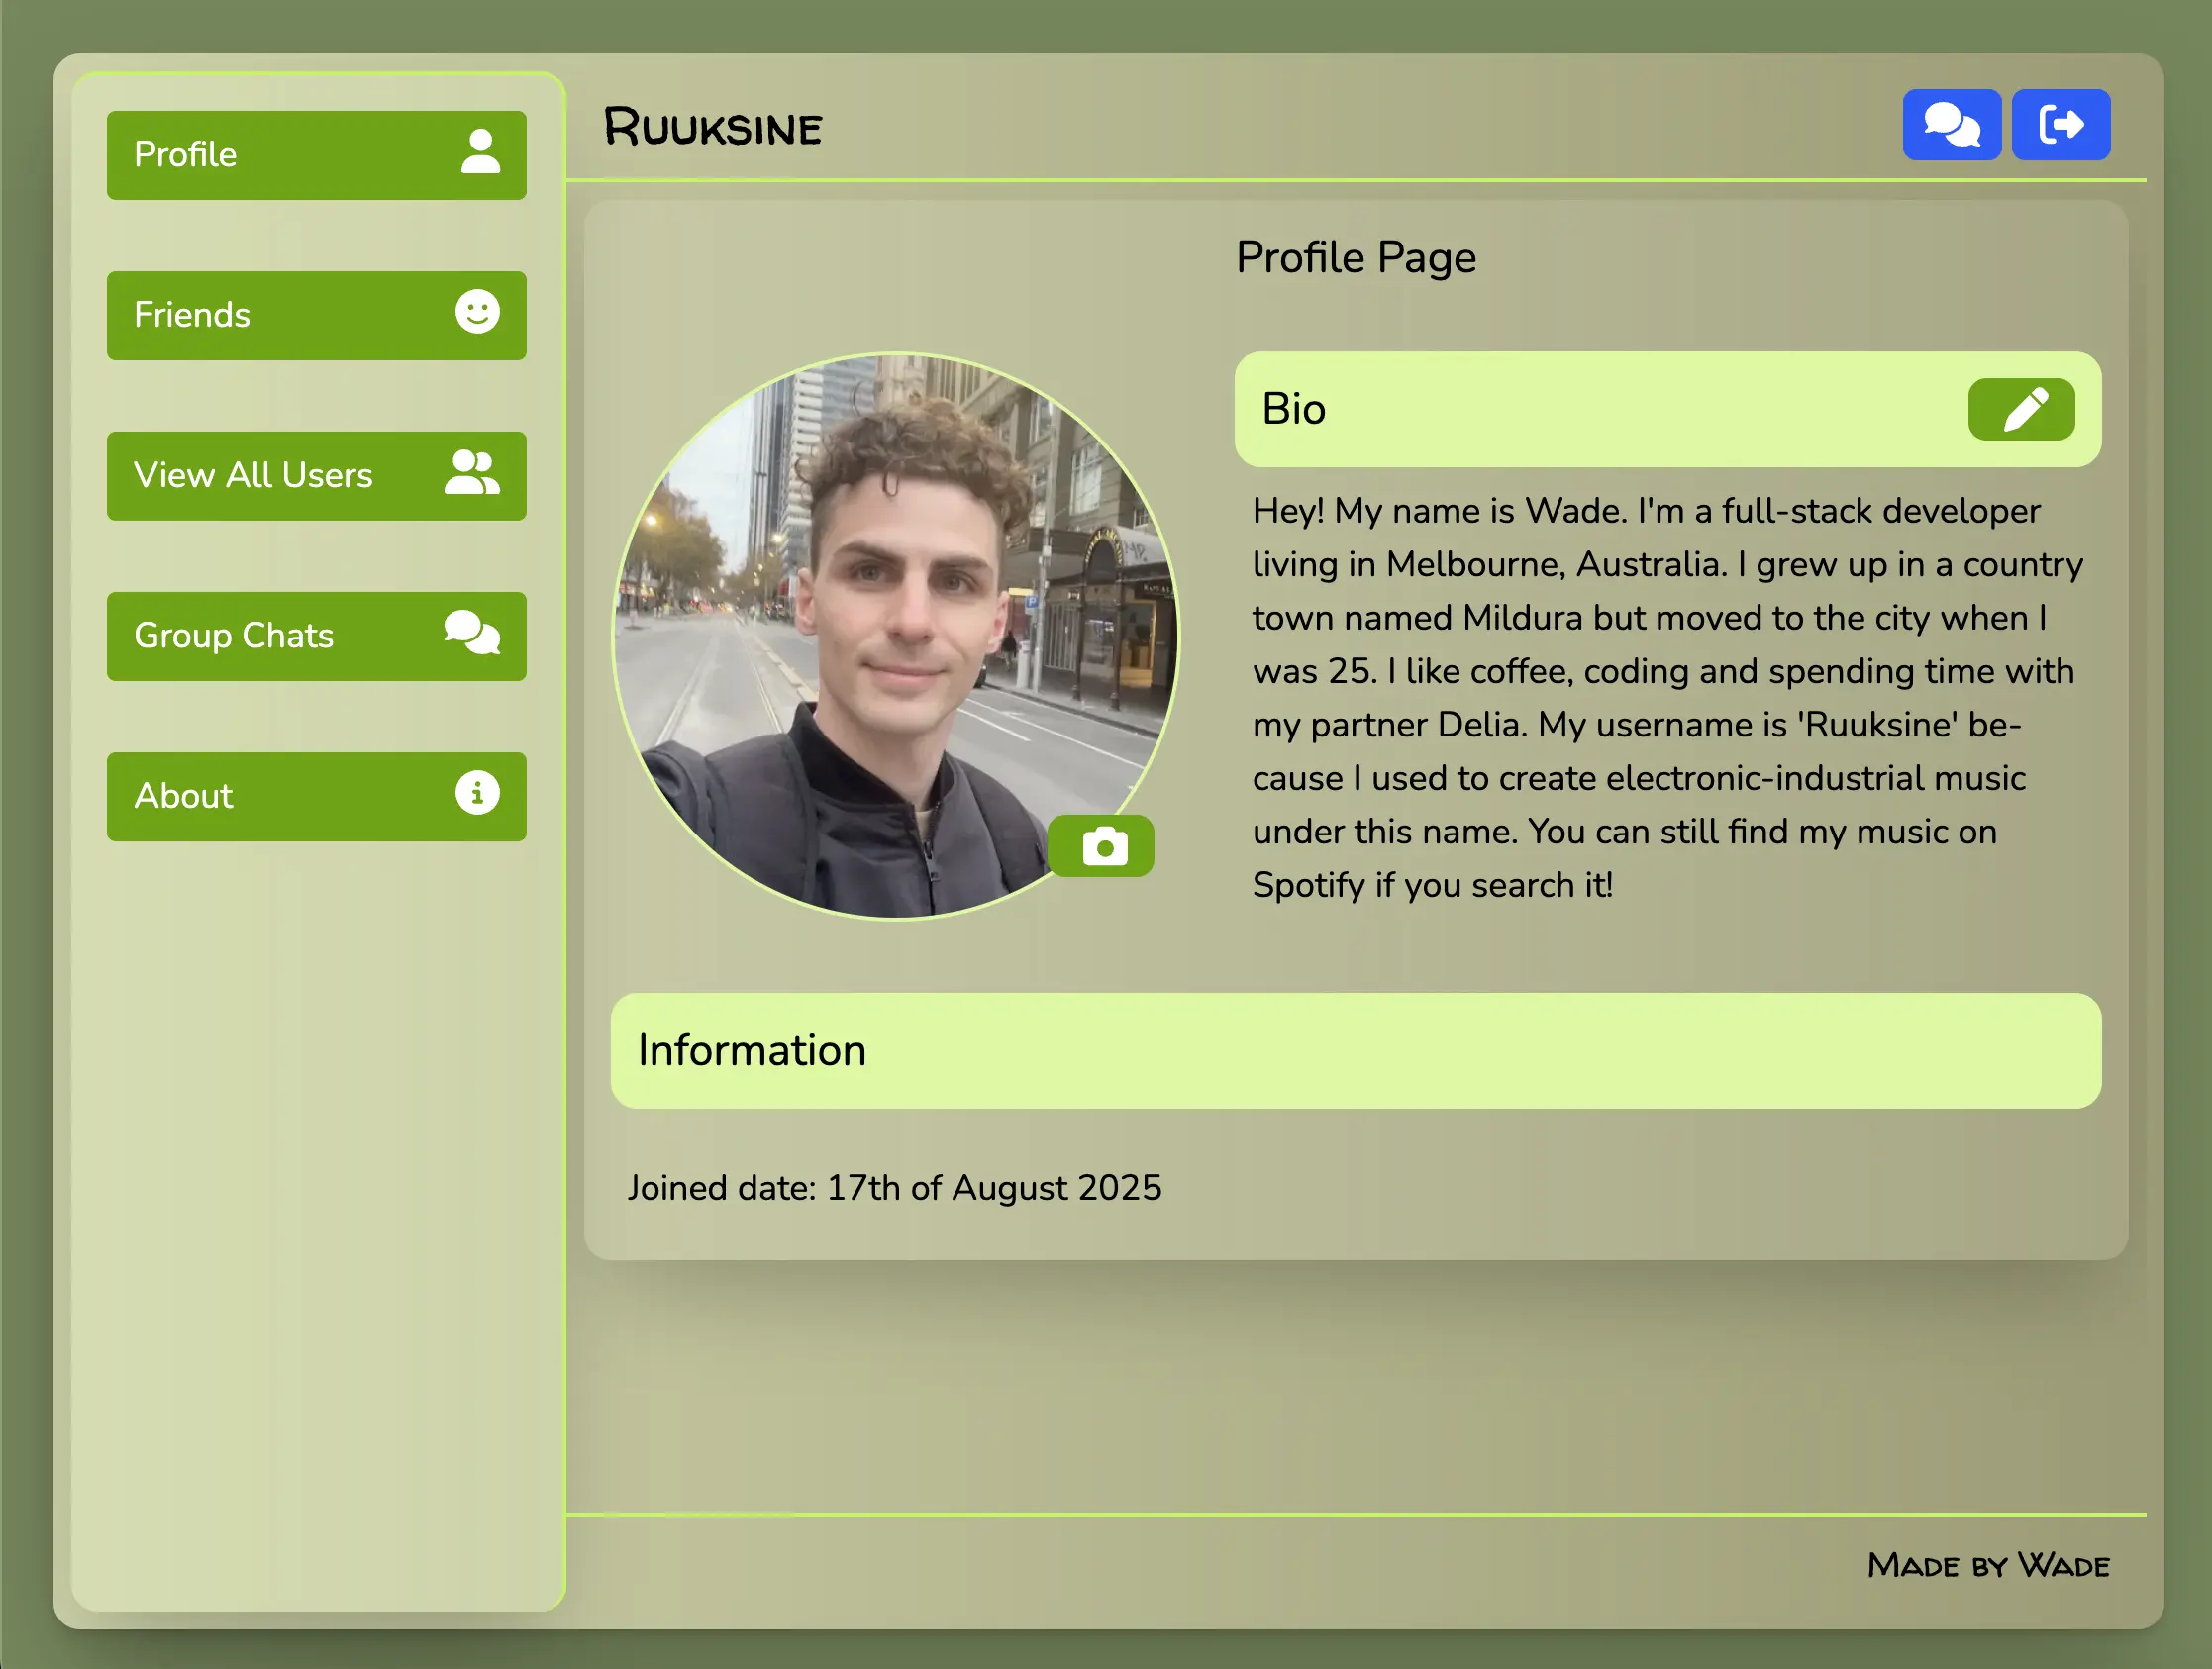 Profile
Friends
View All Users
Group Chats
About
Ruuksine
Profile Page
Bio
Hey! My name is Wade. I'm a full-stack developer
living in Melbourne, Australia. I grew up in a country
town named Mildura but moved to the city when I
was 25. I like coffee, coding and spending time with
my partner Delia. My username is 'Ruuksine' be-
cause I used to create electronic-industrial music
under this name. You can still find my music on
Spotify if you search it!
Information
Joined date: 17th of August 2025
Made by Wade